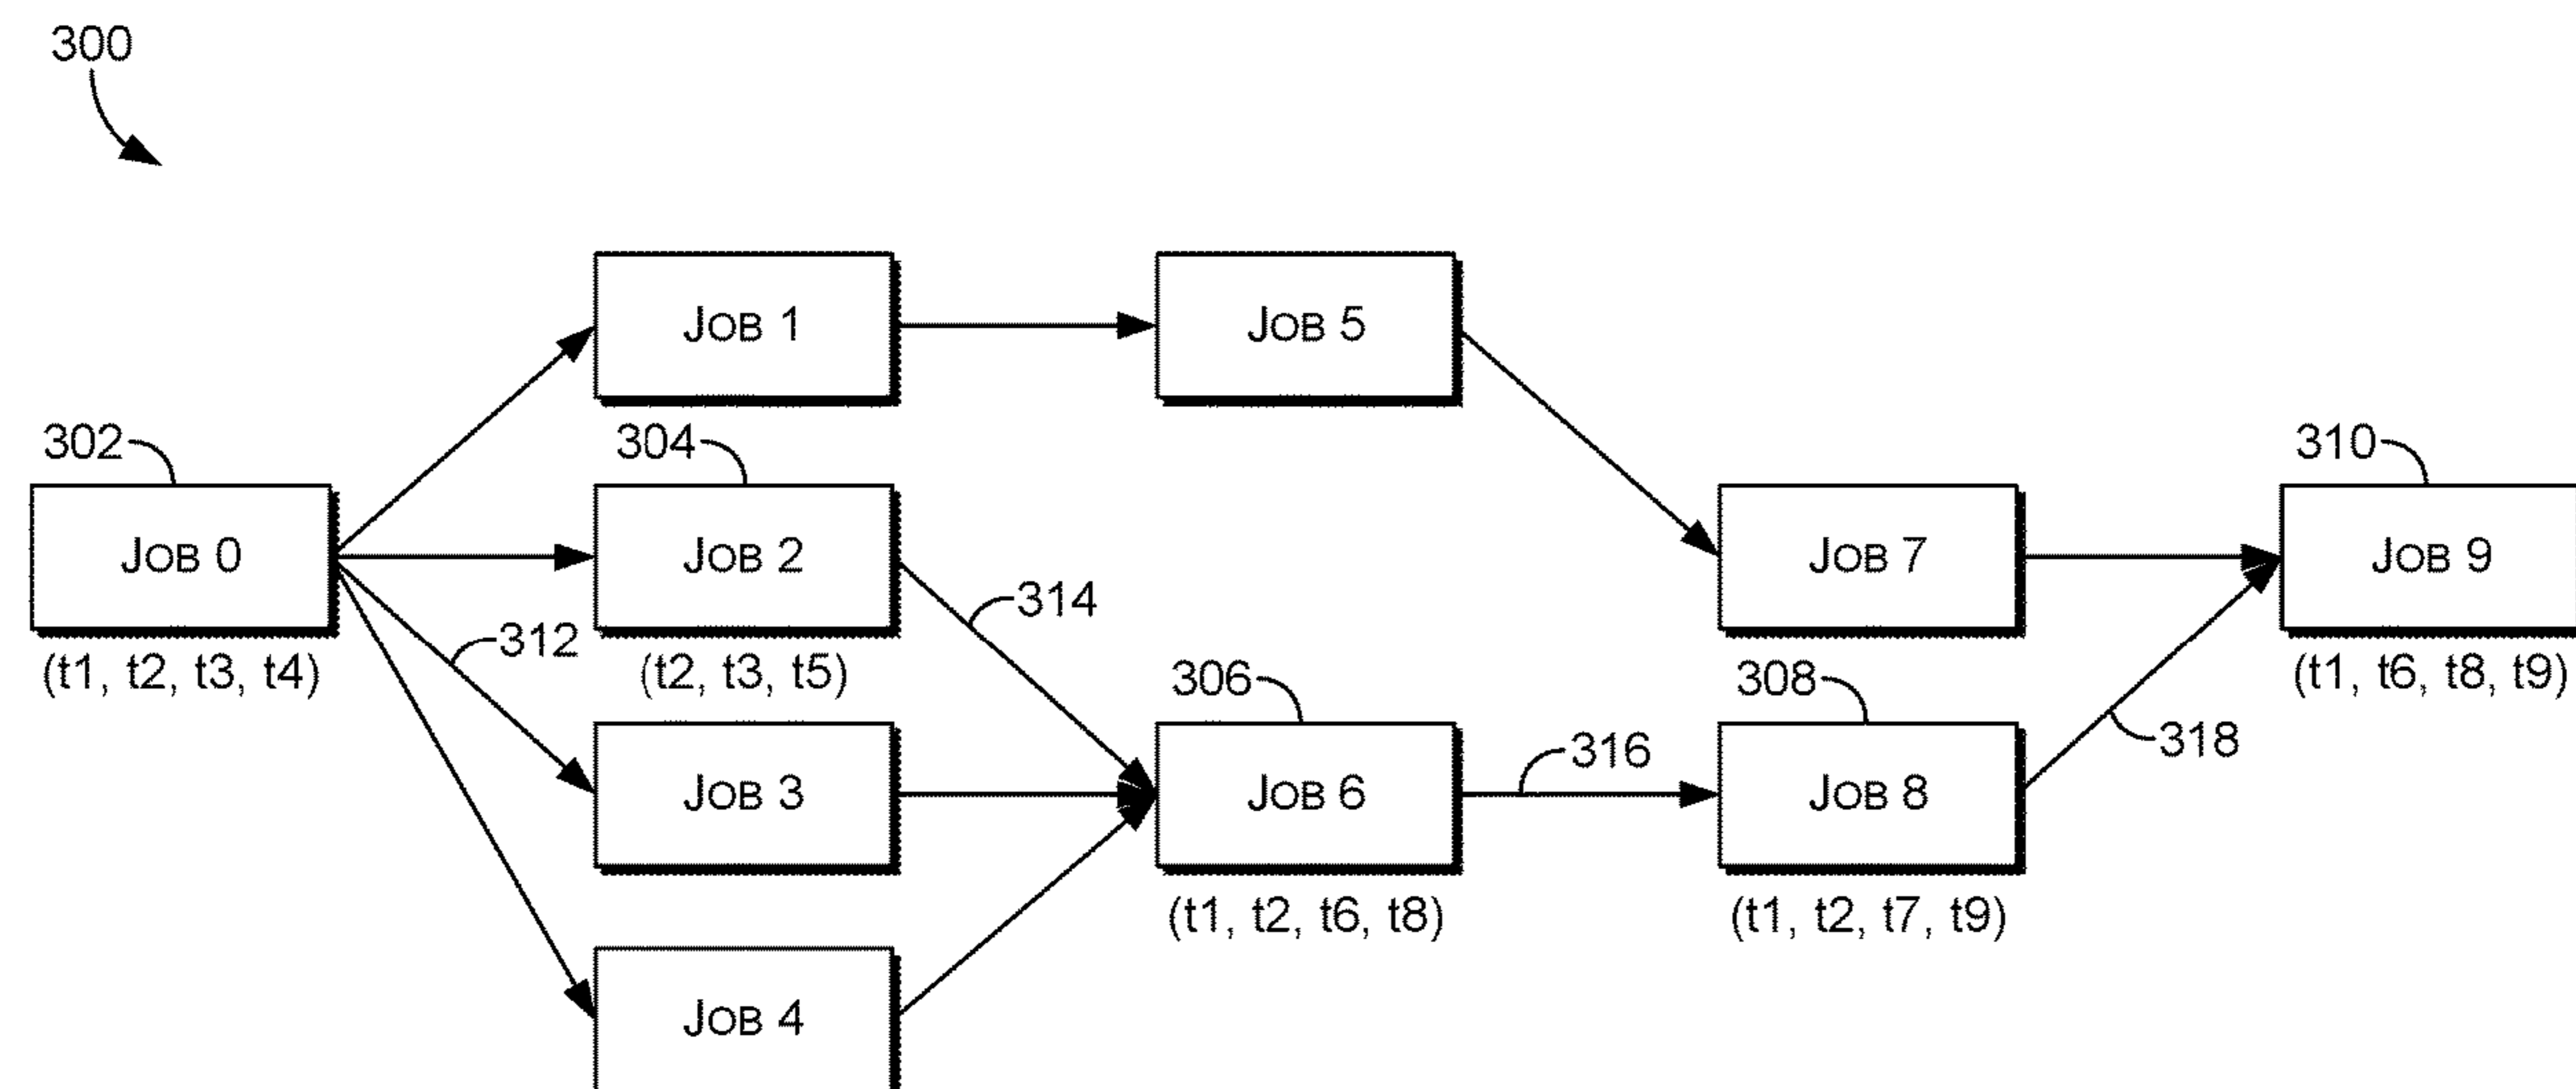 300
JOB 1
JOB 5
302
304
310
JOB 0
JOB 2
JOB 7
JOB 9
314
312
(t1, t2, t3, t4)
(t2, t3, t5)
306
308
(t1, t6, t8, t9)
JOB 3
JOB 6
316
JOB 8
318
(t1, t2, t6, t8)
(t1, t2, t7, t9)
JOB 4